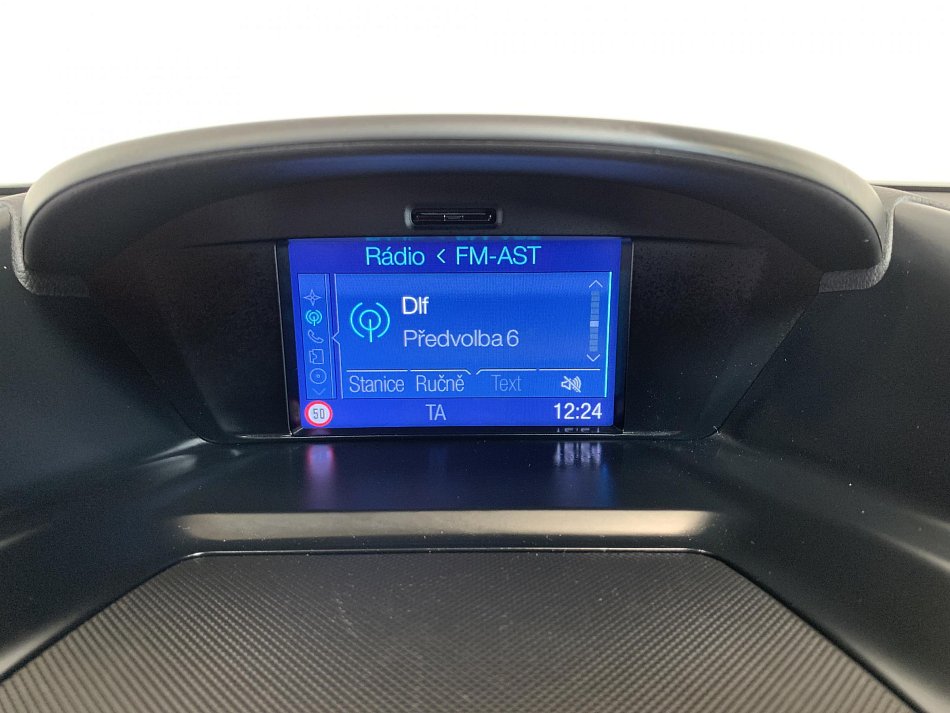 Rádio < FM-AST
Dlf
Předvolba 6
Stanice Ručně Text
50 TA 12:24